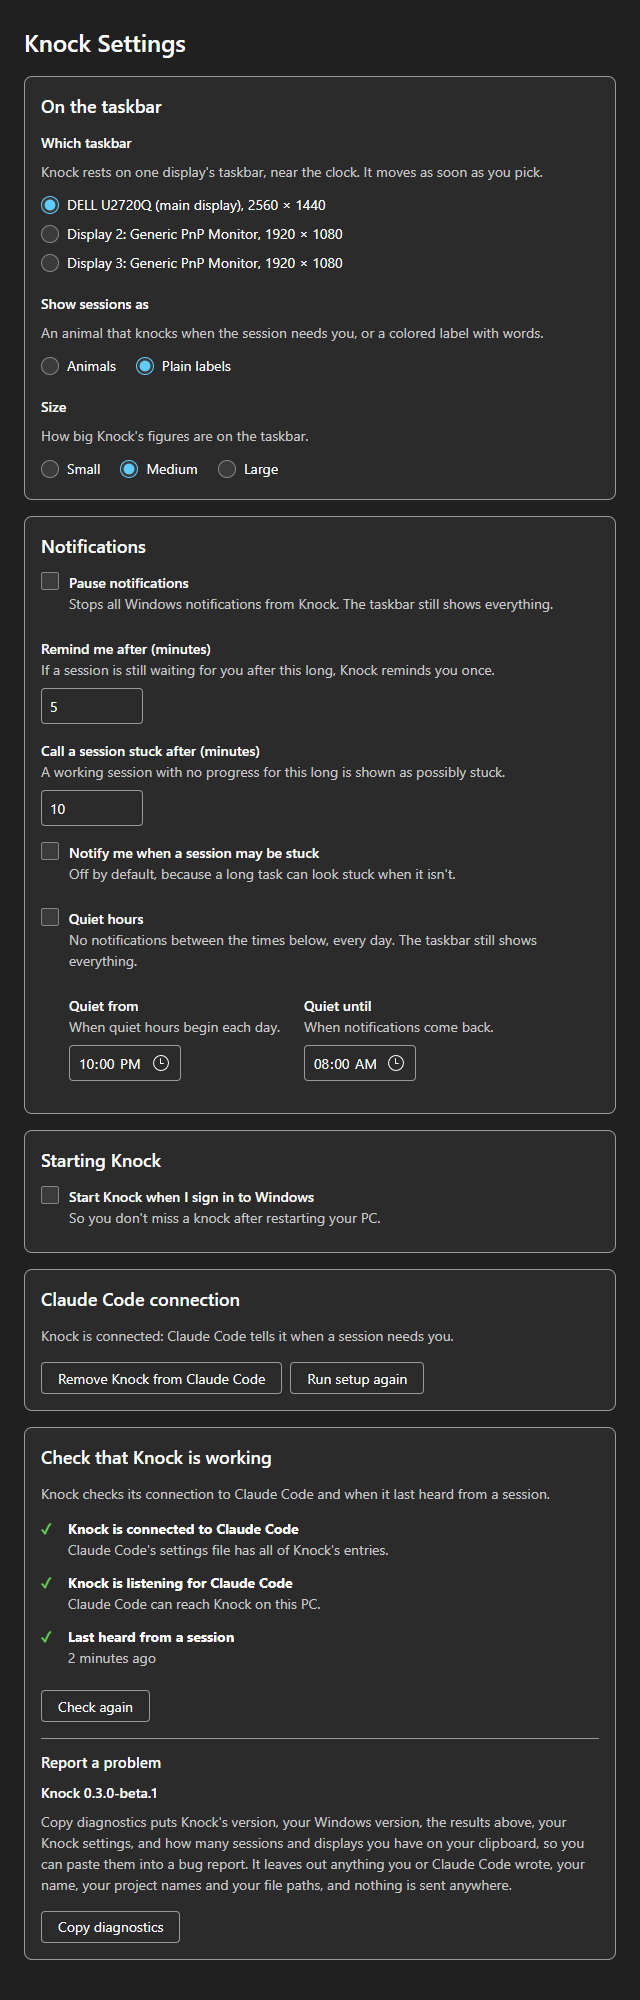 Knock Settings
On the taskbar
Which taskbar
Knock rests on one display's taskbar, near the clock. It moves as soon as you pick.
DELL U2720Q (main display), 2560 × 1440
Display 2: Generic PnP Monitor, 1920 × 1080
Display 3: Generic PnP Monitor, 1920 × 1080
Show sessions as
An animal that knocks when the session needs you, or a colored label with words.
Animals Plain labels
Size
How big Knock's figures are on the taskbar.
Small Medium Large
Notifications
Pause notifications
Stops all Windows notifications from Knock. The taskbar still shows everything.
Remind me after (minutes)
If a session is still waiting for you after this long, Knock reminds you once.
5
Call a session stuck after (minutes)
A working session with no progress for this long is shown as possibly stuck.
10
Notify me when a session may be stuck
Off by default, because a long task can look stuck when it isn't.
Quiet hours
No notifications between the times below, every day. The taskbar still shows
everything.
Quiet from
When quiet hours begin each day.
10:00 PM
Quiet until
When notifications come back.
08:00 AM
Starting Knock
Start Knock when I sign in to Windows
So you don't miss a knock after restarting your PC.
Claude Code connection
Knock is connected: Claude Code tells it when a session needs you.
Remove Knock from Claude Code Run setup again
Check that Knock is working
Knock checks its connection to Claude Code and when it last heard from a session.
Knock is connected to Claude Code
Claude Code's settings file has all of Knock's entries.
Knock is listening for Claude Code
Claude Code can reach Knock on this PC.
Last heard from a session
2 minutes ago
Check again
Report a problem
Knock 0.3.0-beta.1
Copy diagnostics puts Knock's version, your Windows version, the results above, your
Knock settings, and how many sessions and displays you have on your clipboard, so you
can paste them into a bug report. It leaves out anything you or Claude Code wrote, your
name, your project names and your file paths, and nothing is sent anywhere.
Copy diagnostics